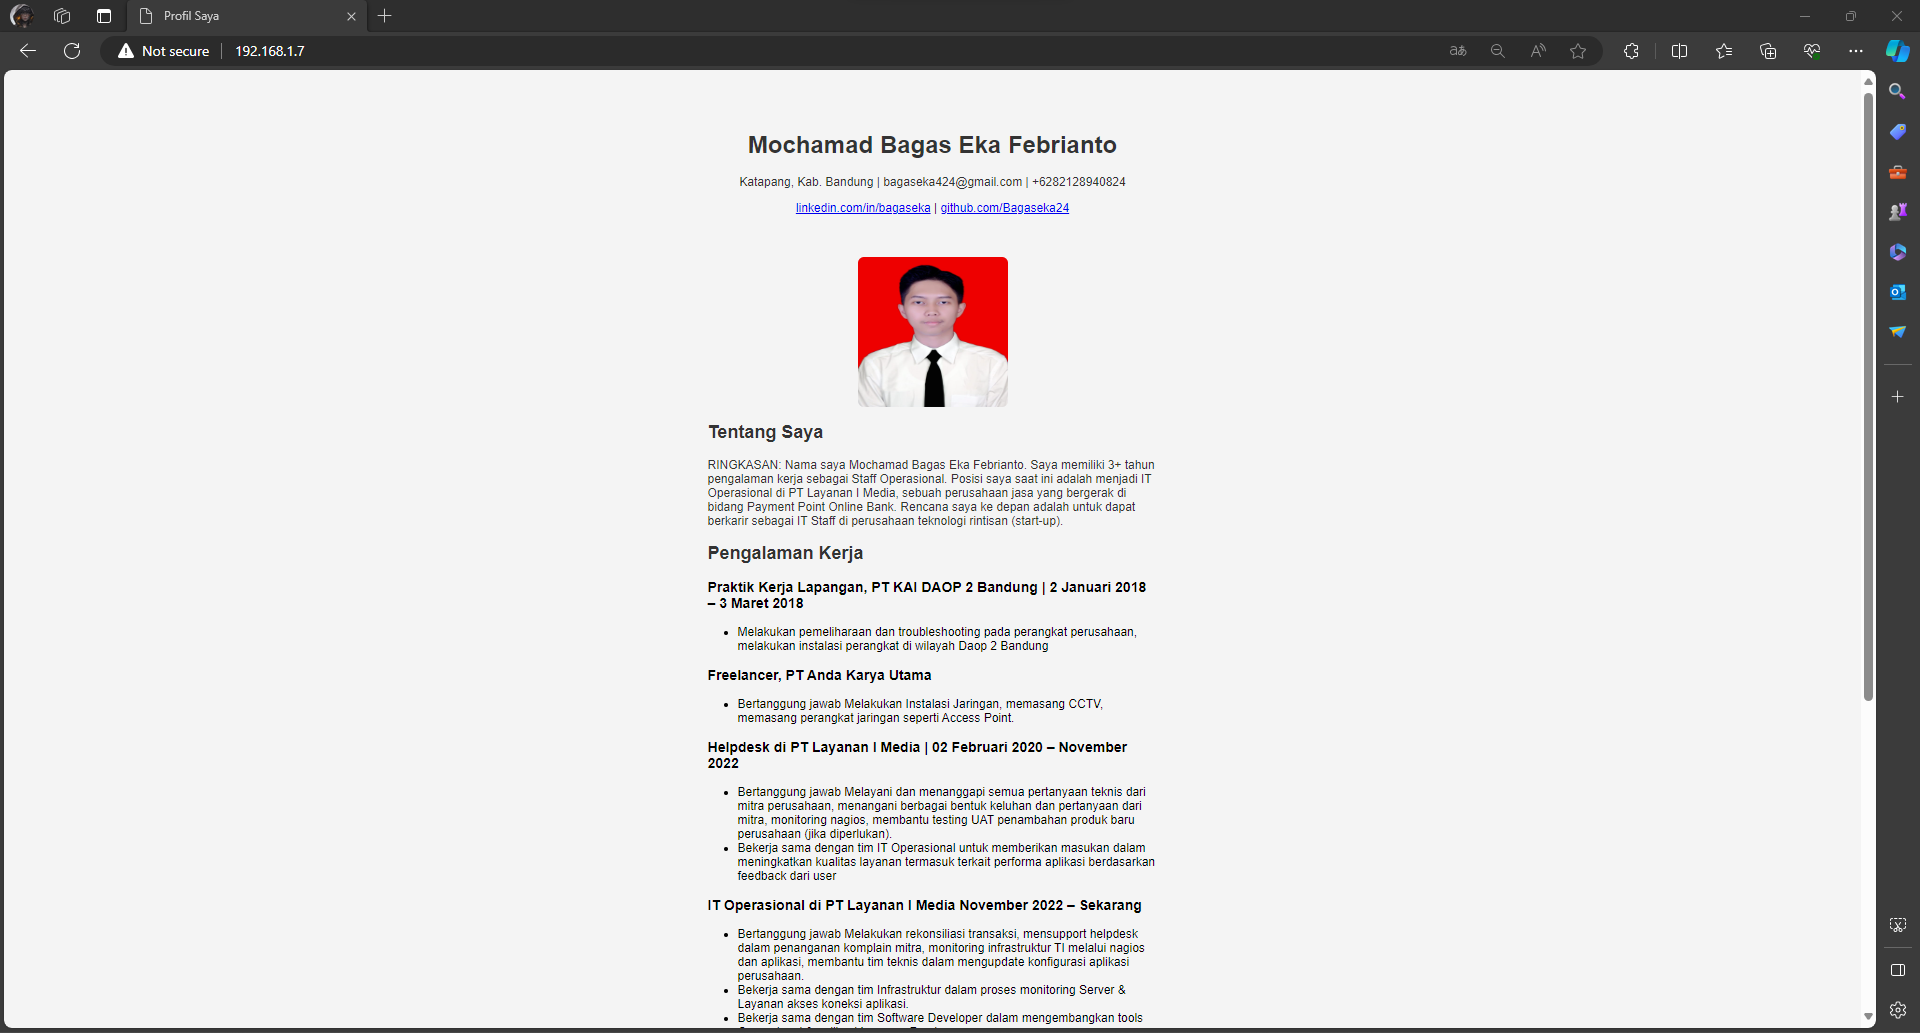 Profil Saya
Not secure
192.168.1.7
Mochamad Bagas Eka Febrianto
Katapang, Kab. Bandung | bagaseka424@gmail.com | +6282128940824
linkedin.com/in/bagaseka | github.com/Bagaseka24
Tentang Saya
RINGKASAN: Nama saya Mochamad Bagas Eka Febrianto. Saya memiliki 3+ tahun
pengalaman kerja sebagai Staff Operasional. Posisi saya saat ini adalah menjadi IT
Operasional di PT Layanan I Media, sebuah perusahaan jasa yang bergerak di
bidang Payment Point Online Bank. Rencana saya ke depan adalah untuk dapat
berkarir sebagai IT Staff di perusahaan teknologi rintisan (start-up).
Pengalaman Kerja
Praktik Kerja Lapangan, PT KAI DAOP 2 Bandung | 2 Januari 2018
– 3 Maret 2018
• Melakukan pemeliharaan dan troubleshooting pada perangkat perusahaan,
melakukan instalasi perangkat di wilayah Daop 2 Bandung
Freelancer, PT Anda Karya Utama
• Bertanggung jawab Melakukan Instalasi Jaringan, memasang CCTV,
memasang perangkat jaringan seperti Access Point.
Helpdesk di PT Layanan I Media | 02 Februari 2020 – November
2022
• Bertanggung jawab Melayani dan menanggapi semua pertanyaan teknis dari
mitra perusahaan, menangani berbagai bentuk keluhan dan pertanyaan dari
mitra, monitoring nagios, membantu testing UAT penambahan produk baru
perusahaan (jika diperlukan).
• Bekerja sama dengan tim IT Operasional untuk memberikan masukan dalam
meningkatkan kualitas layanan termasuk terkait performa aplikasi berdasarkan
feedback dari user
IT Operasional di PT Layanan I Media November 2022 – Sekarang
• Bertanggung jawab Melakukan rekonsiliasi transaksi, mensupport helpdesk
dalam penanganan komplain mitra, monitoring infrastruktur TI melalui nagios
dan aplikasi, membantu tim teknis dalam mengupdate konfigurasi aplikasi
perusahaan.
• Bekerja sama dengan tim Infrastruktur dalam proses monitoring Server &
Layanan akses koneksi aplikasi.
• Bekerja sama dengan tim Software Developer dalam mengembangkan tools